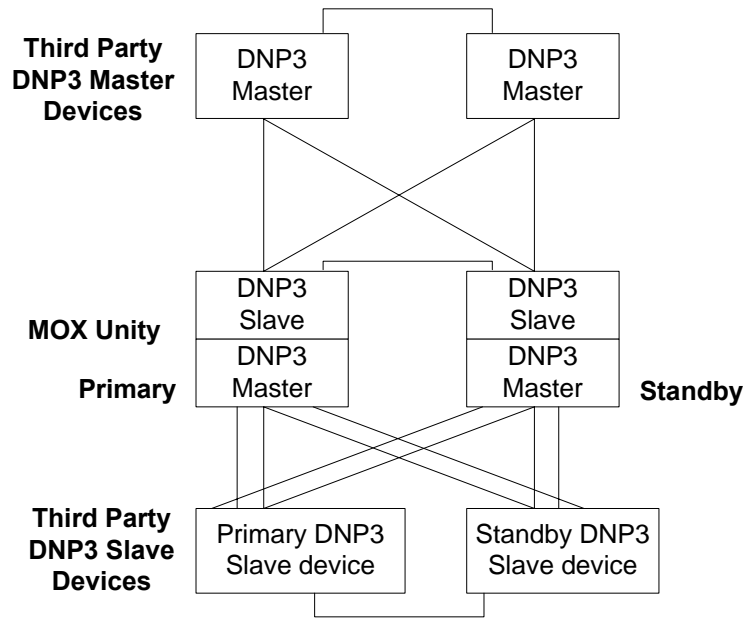 Third Party
DNP3 Master
Devices
DNP3
Master
DNP3
Master
MOX Unity
Primary
DNP3
Slave
DNP3
Master
DNP3
Slave
DNP3
Master
Standby
Third Party
DNP3 Slave
Devices
Primary DNP3
Slave device
Standby DNP3
Slave device